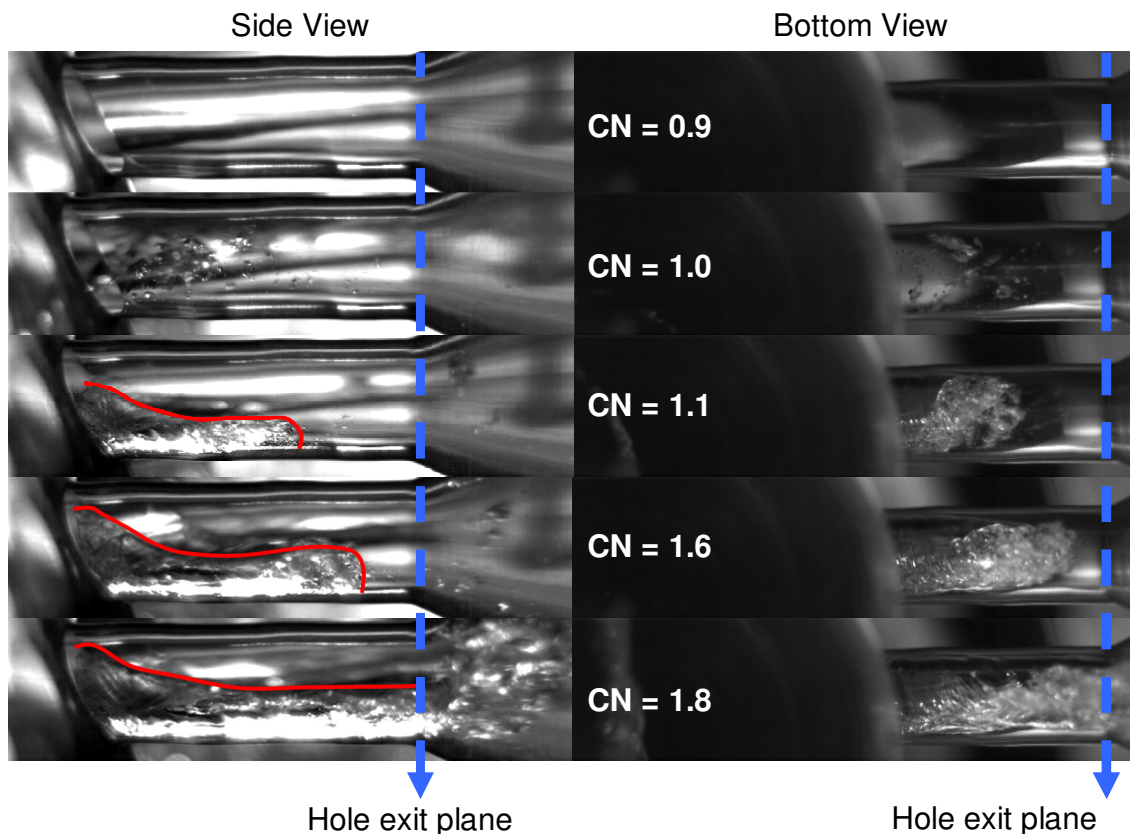 Side View
Bottom View
CN = 0.9
CN = 1.0
CN = 1.1
CN = 1.6
CN = 1.8
Hole exit plane
Hole exit plane